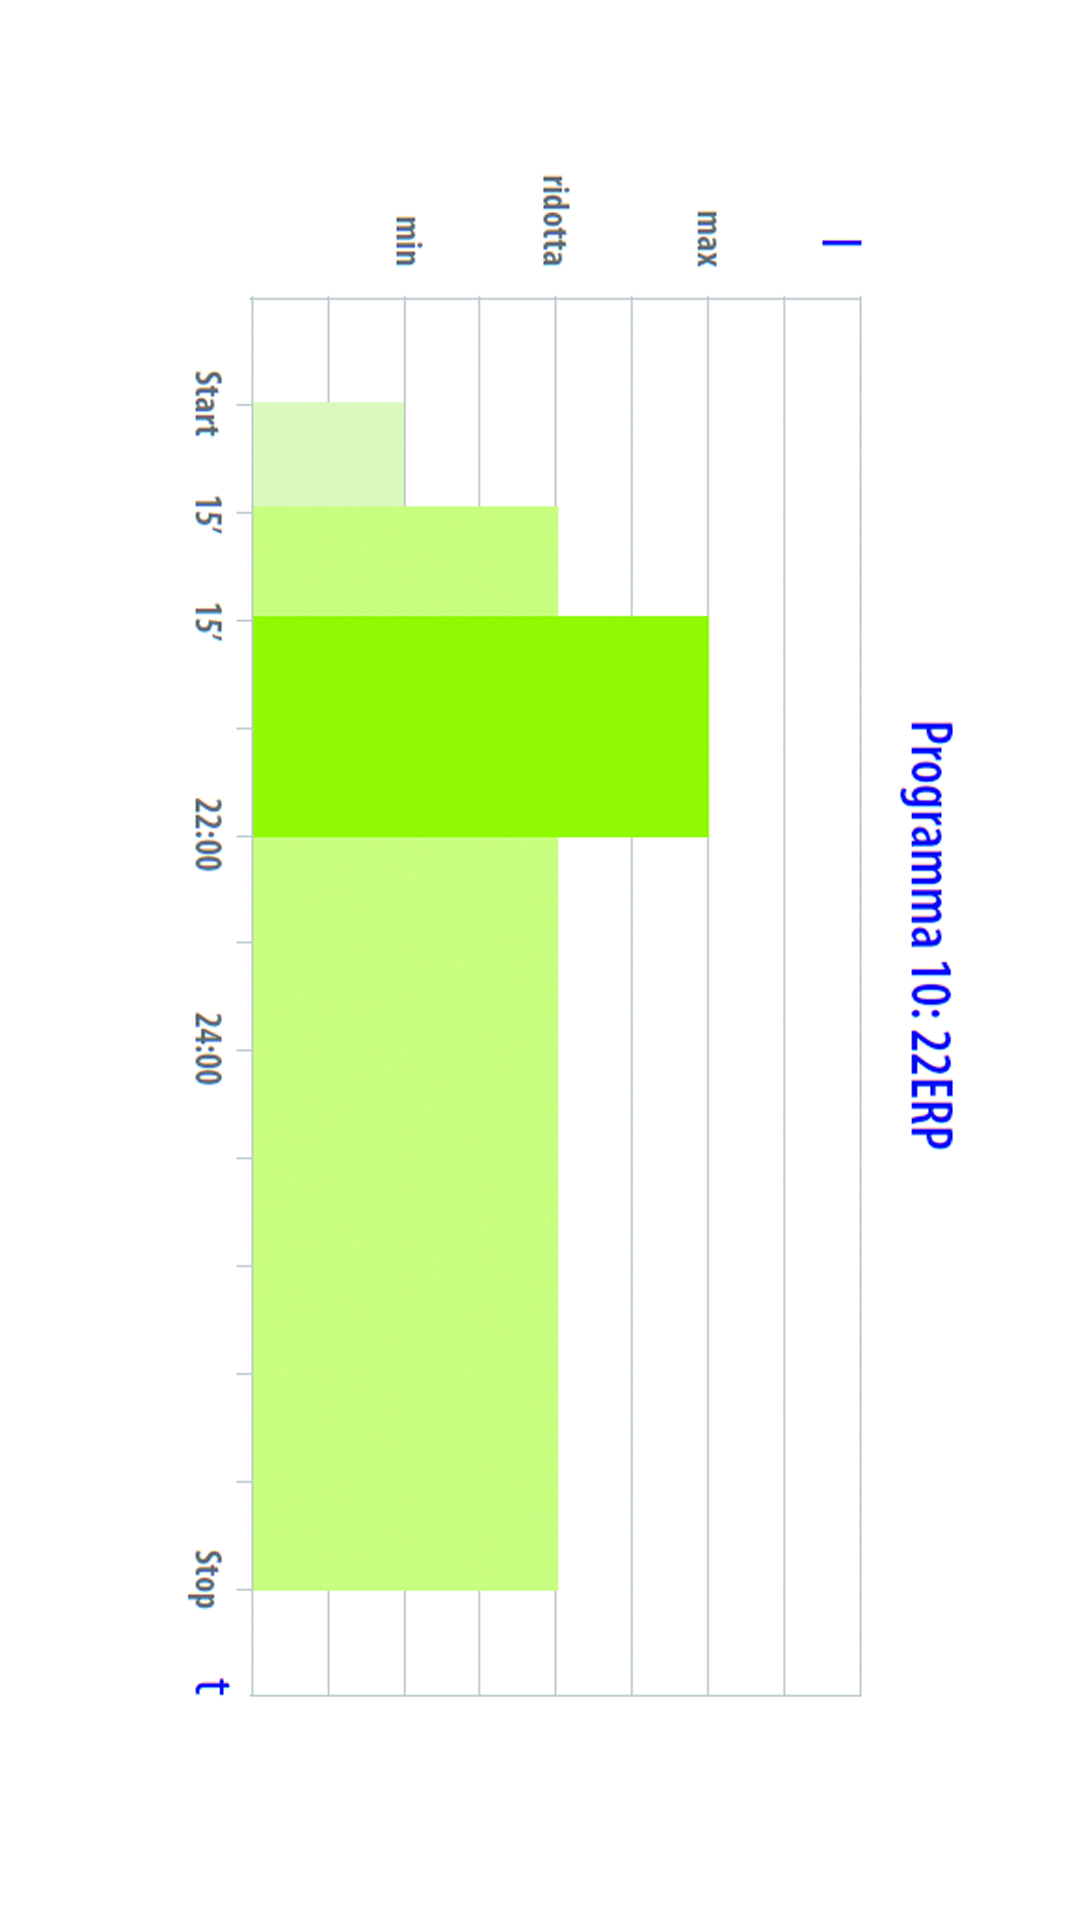 Programma 10: 22ERP
I
max
ridotta
min
Start 15’ 15’ 22:00 24:00 Stop t